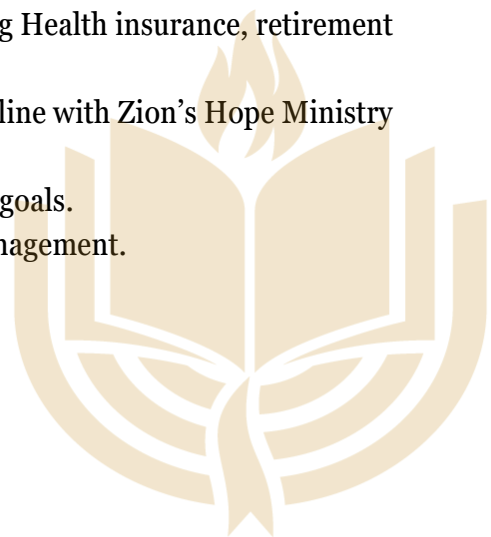 g Health insurance, retirement
line with Zion’s Hope Ministry
goals.
nagement.